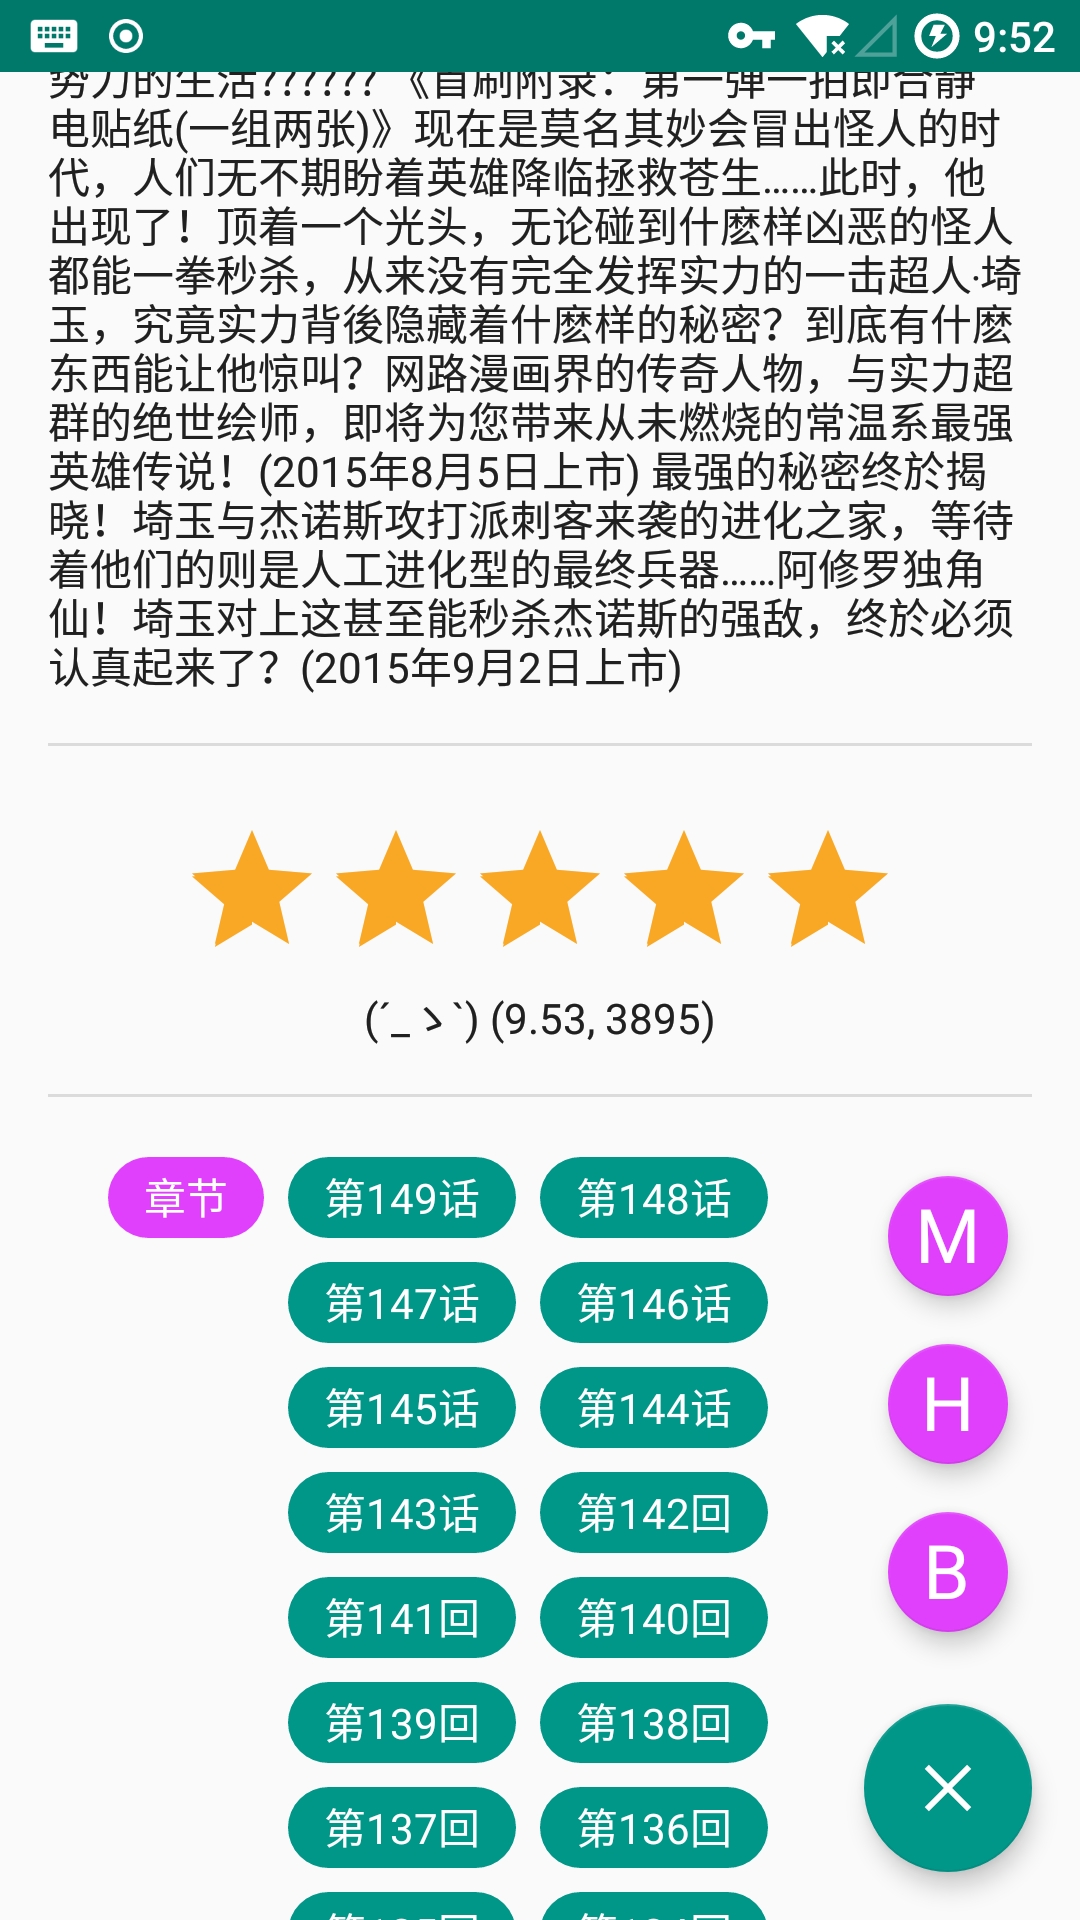 9:52
势力的生活??????《首刷附录：第一弹一拍即合静
电贴纸(一组两张)》现在是莫名其妙会冒出怪人的时
代，人们无不期盼着英雄降临拯救苍生……此时，他
出现了！顶着一个光头，无论碰到什麽样凶恶的怪人
都能一拳秒杀，从来没有完全发挥实力的一击超人·埼
玉，究竟实力背後隐藏着什麽样的秘密？到底有什麽
东西能让他惊叫？网路漫画界的传奇人物，与实力超
群的绝世绘师，即将为您带来从未燃烧的常温系最强
英雄传说！(2015年8月5日上市) 最强的秘密终於揭
晓！埼玉与杰诺斯攻打派刺客来袭的进化之家，等待
着他们的则是人工进化型的最终兵器……阿修罗独角
仙！埼玉对上这甚至能秒杀杰诺斯的强敌，终於必须
认真起来了？(2015年9月2日上市)
(´_ゝ`) (9.53, 3895)
章节 第149话 第148话
M
第147话 第146话
H
第145话 第144话
第143话 第142回
B
第141回 第140回
第139回 第138回
第137回 第136回